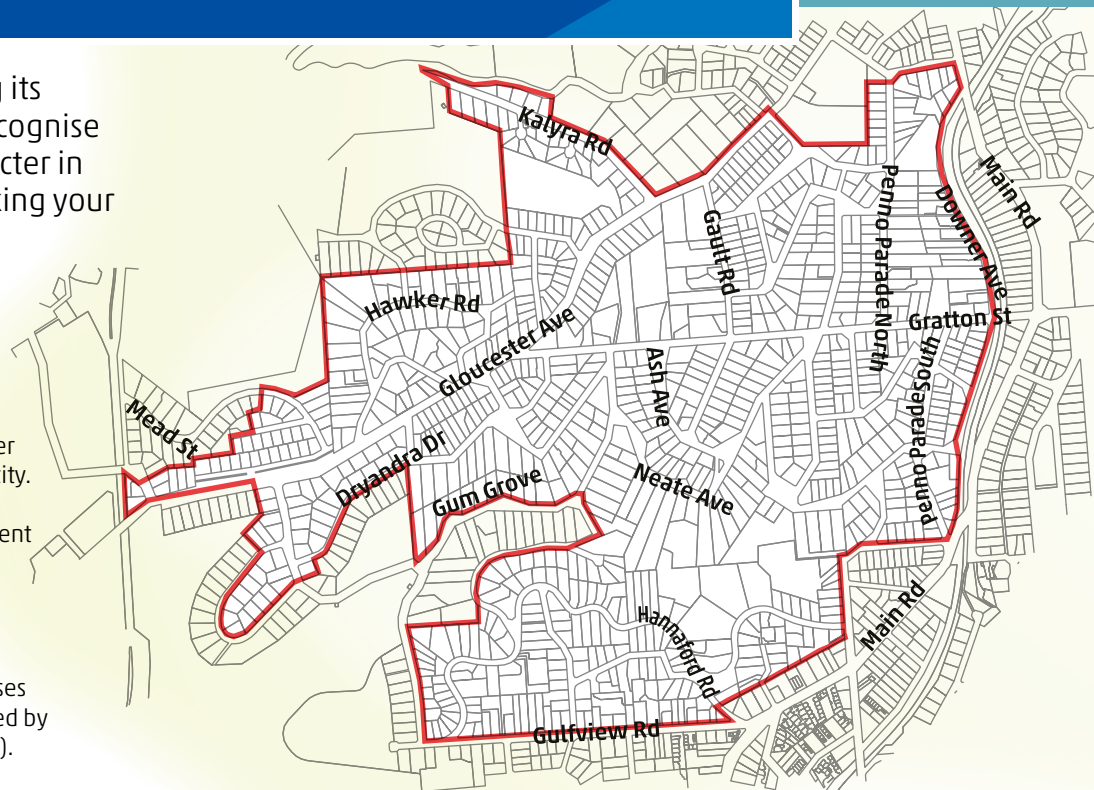 g its
cognise
cter in
king your
er
ity.
ent
ses
ed by
).
Kalyra Rd
Main Rd
Gault Rd
Penno Parade North
Downer Ave
Hawker Rd
Gloucester Ave
Gratton St
Ash Ave
Penno Parade South
Mead St
Dryandra Dr
Gum Grove
Neate Ave
Hannaford Rd
Main Rd
Gulfview Rd